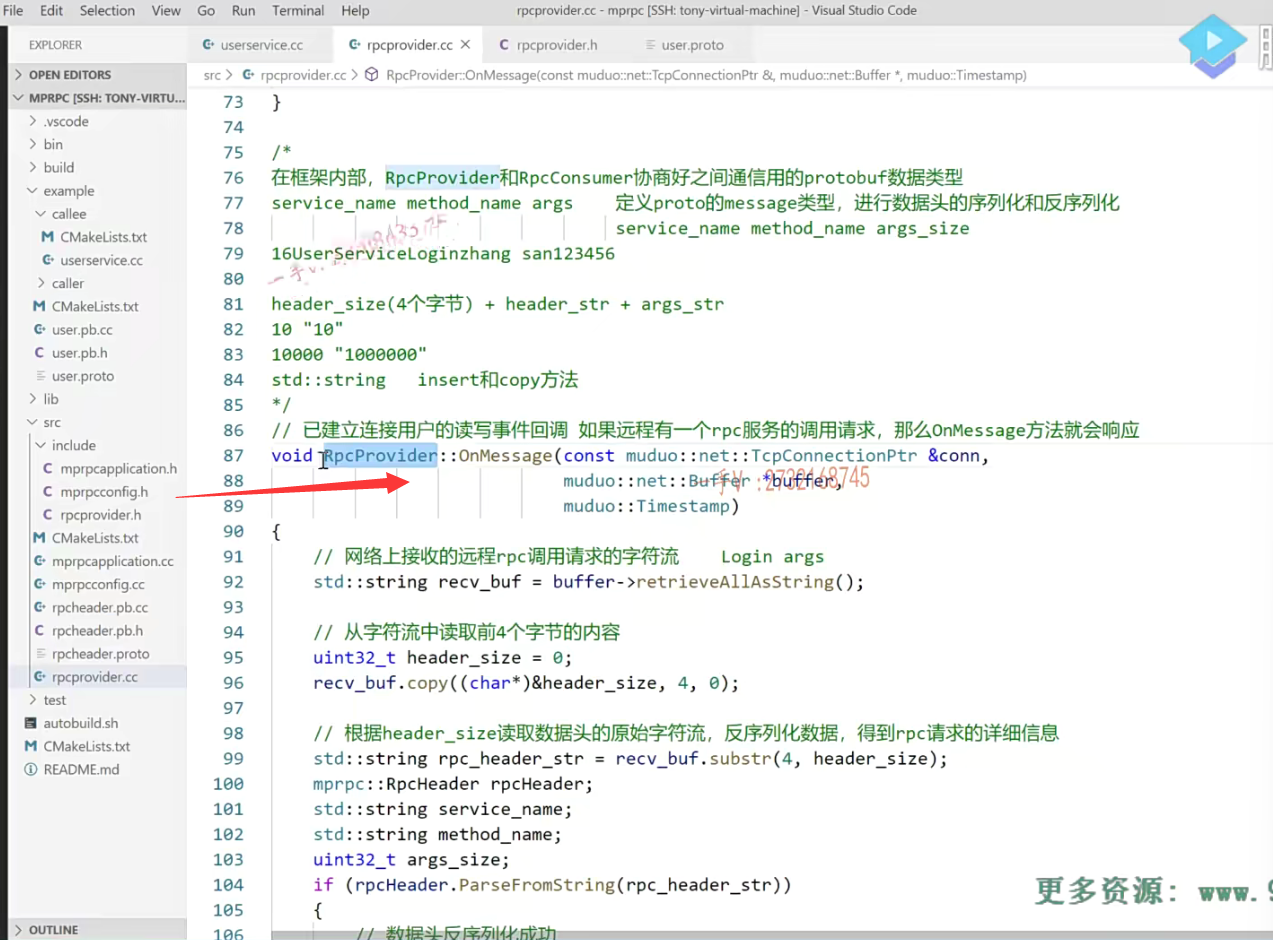 File Edit Selection View Go Run Terminal Help
rpcprovider.cc - mprpc [SSH: tony-virtual-machine] - Visual Studio Code
EXPLORER
OPEN EDITORS
MPRPC [SSH: TONY-VIRTU...
.vscode
bin
build
example
callee
CMakeLists.txt
userservice.cc
caller
CMakeLists.txt
user.pb.cc
user.pb.h
user.proto
lib
src
include
mprpcapplication.h
mprpcconfig.h
rpcprovider.h
CMakeLists.txt
mprpcapplication.cc
mprpcconfig.cc
rpcheader.pb.cc
rpcheader.pb.h
rpcheader.proto
rpcprovider.cc
test
autobuild.sh
CMakeLists.txt
README.md
OUTLINE
userservice.cc rpcprovider.cc rpcprovider.h user.proto
src > rpcprovider.cc > RpcProvider::OnMessage(const muduo::net::TcpConnectionPtr &, muduo::net::Buffer *, muduo::Timestamp)
73 }
74
75 /*
76 在框架内部，RpcProvider和RpcConsumer协商好之间通信用的protobuf数据类型
77 service_name method_name args 定义proto的message类型，进行数据头的序列化和反序列化
78 service_name method_name args_size
79 16UserServiceLoginzhang san123456
80
81 header_size(4个字节) + header_str + args_str
82 10 "10"
83 10000 "1000000"
84 std::string insert和copy方法
85 */
86 // 已建立连接用户的读写事件回调 如果远程有一个rpc服务的调用请求，那么OnMessage方法就会响应
87 void RpcProvider::OnMessage(const muduo::net::TcpConnectionPtr &conn,
88 muduo::net::Buffer *buffer,
89 muduo::Timestamp)
90 {
91 // 网络上接收的远程rpc调用请求的字符流 Login args
92 std::string recv_buf = buffer->retrieveAllAsString();
93
94 // 从字符流中读取前4个字节的内容
95 uint32_t header_size = 0;
96 recv_buf.copy((char*)&header_size, 4, 0);
97
98 // 根据header_size读取数据头的原始字符流，反序列化数据，得到rpc请求的详细信息
99 std::string rpc_header_str = recv_buf.substr(4, header_size);
100 mprpc::RpcHeader rpcHeader;
101 std::string service_name;
102 std::string method_name;
103 uint32_t args_size;
104 if (rpcHeader.ParseFromString(rpc_header_str))
105 {
106 // 数据头反序列化成功
一手V:2732168745
更多资源：www.